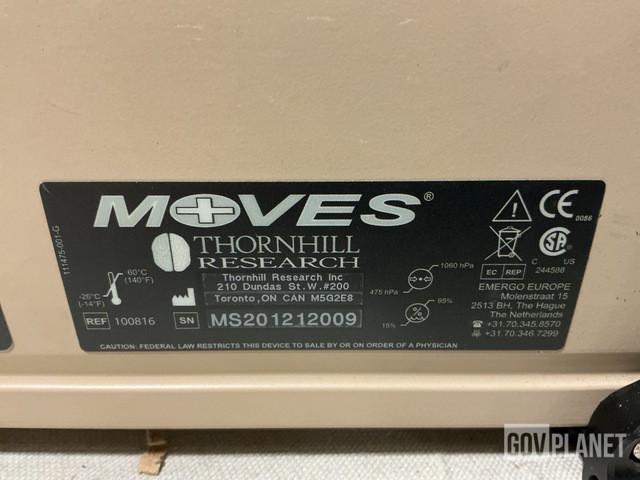 MOVES®
THORNHILL
RESEARCH
Thornhill Research Inc
210 Dundas St.W.#200
Toronto,ON CAN M5G2E8
111475-001-G
60°C
(140°F)
-26°C
(-14°F)
REF 100816
SN MS201212009
1060 hPa
475 hPa
95%
15%
CE
0086
C US
244588
EC REP
EMERGO EUROPE
Molenstraat 15
2513 BH, The Hague
The Netherlands
+31.70.345.8570
+31.70.346.7299
CAUTION: FEDERAL LAW RESTRICTS THIS DEVICE TO SALE BY OR ON ORDER OF A PHYSICIAN
GOVPLANET